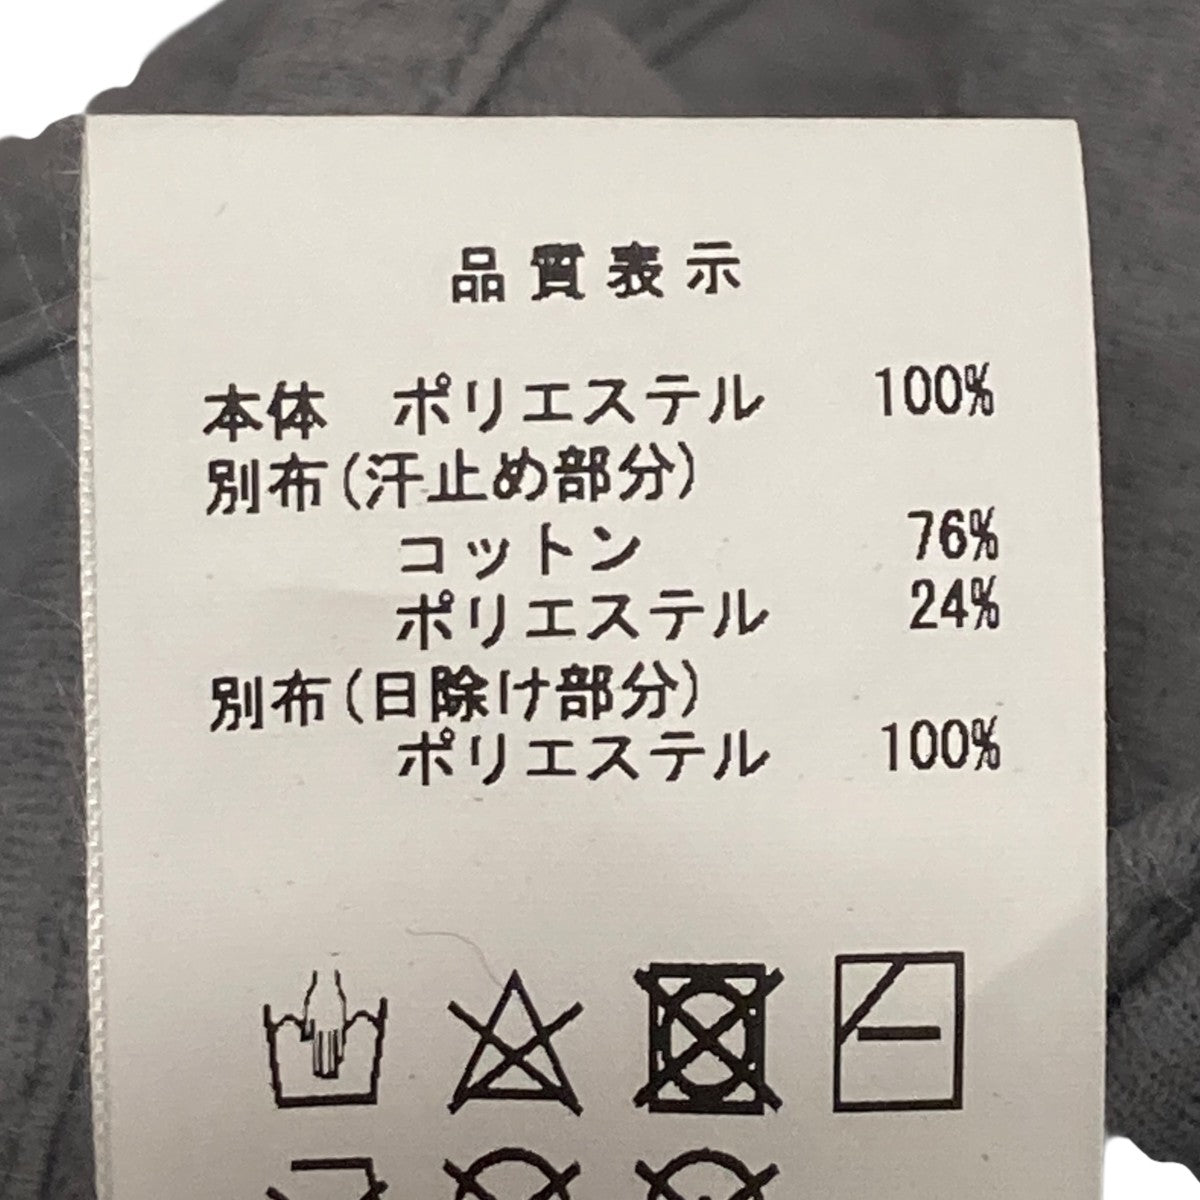 品質表示
本体 ポリエステル 100%
別布(汗止め部分)
コットン 76%
ポリエステル 24%
別布(日除け部分)
ポリエステル 100%